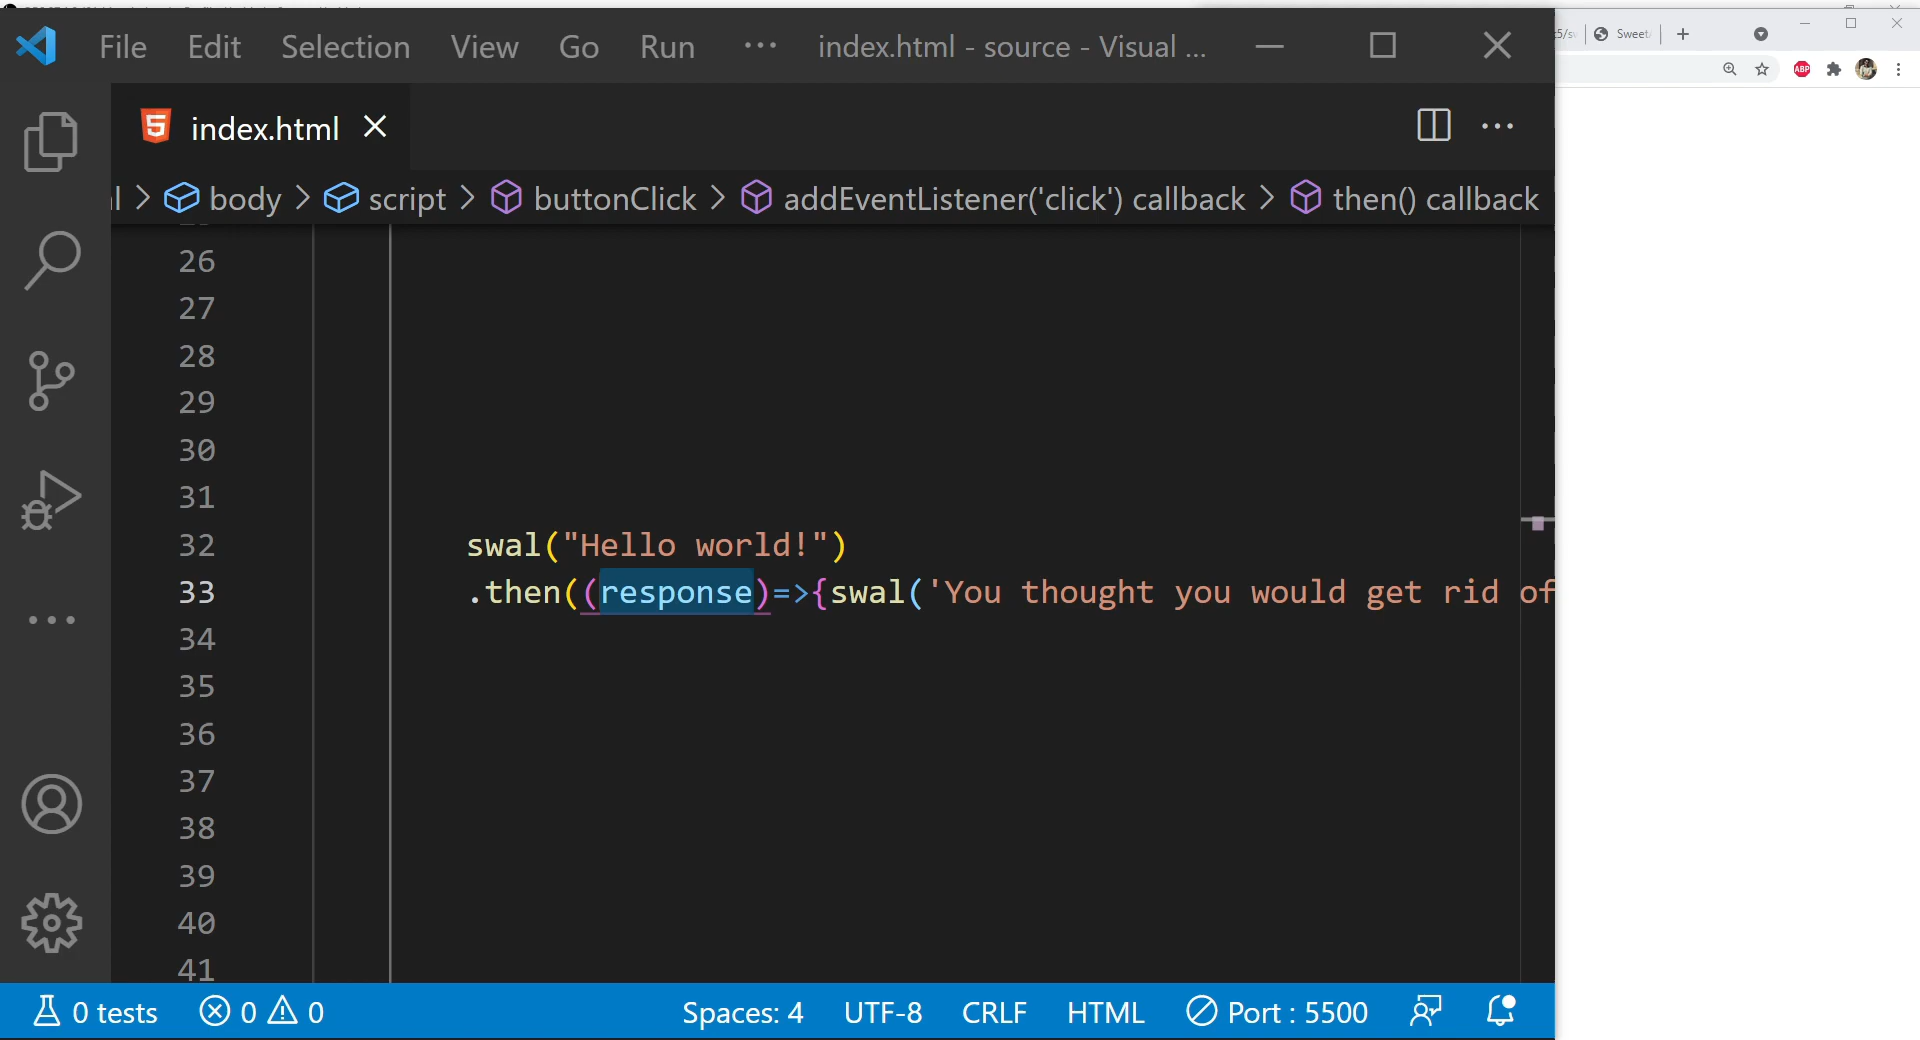 File Edit Selection View Go Run ··· index.html - source - Visual ...
:5/sv Sweet
ABP
index.html
l > body > script > buttonClick > addEventListener('click') callback > then() callback
26
27
28
29
30
31
32 swal("Hello world!")
33 .then((response)=>{swal('You thought you would get rid of
34
35
36
37
38
39
40
41
0 tests 0 0 Spaces: 4 UTF-8 CRLF HTML Port : 5500